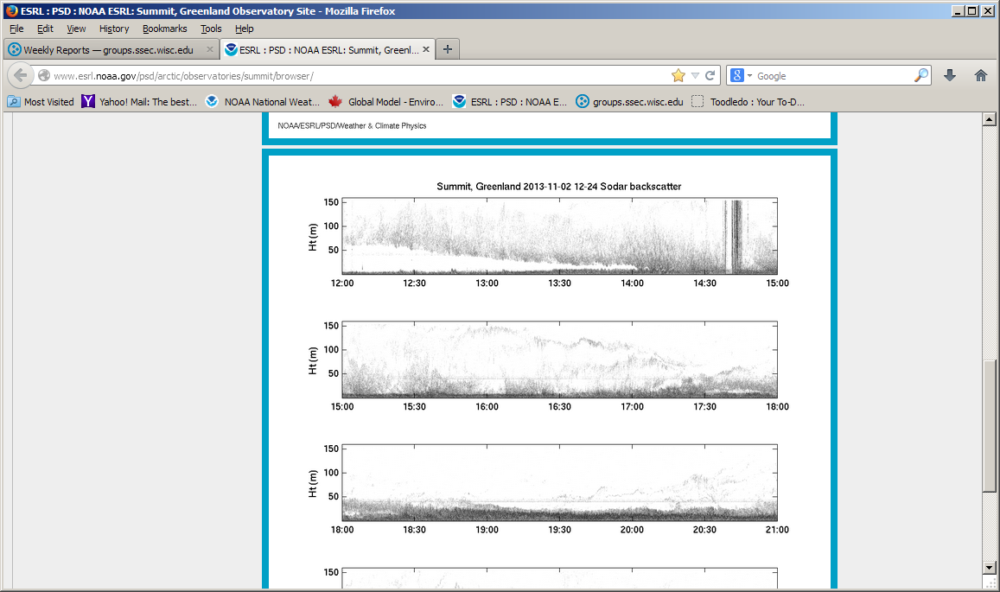 ESRL : PSD : NOAA ESRL: Summit, Greenland Observatory Site - Mozilla Firefox
File Edit View History Bookmarks Tools Help
Weekly Reports — groups.ssec.wisc.edu ESRL : PSD : NOAA ESRL: Summit, Greenl...
www.esrl.noaa.gov/psd/arctic/observatories/summit/browser/ 8 Google
Most Visited Yahoo! Mail: The best... NOAA National Weat... Global Model - Enviro... ESRL : PSD : NOAA E... groups.ssec.wisc.edu Toodledo : Your To-D...
NOAA/ESRL/PSD/Weather & Climate Physics
Summit, Greenland 2013-11-02 12-24 Sodar backscatter
150
100
Ht (m)
50
12:00 12:30 13:00 13:30 14:00 14:30 15:00
150
100
Ht (m)
50
15:00 15:30 16:00 16:30 17:00 17:30 18:00
150
100
Ht (m)
50
18:00 18:30 19:00 19:30 20:00 20:30 21:00
150